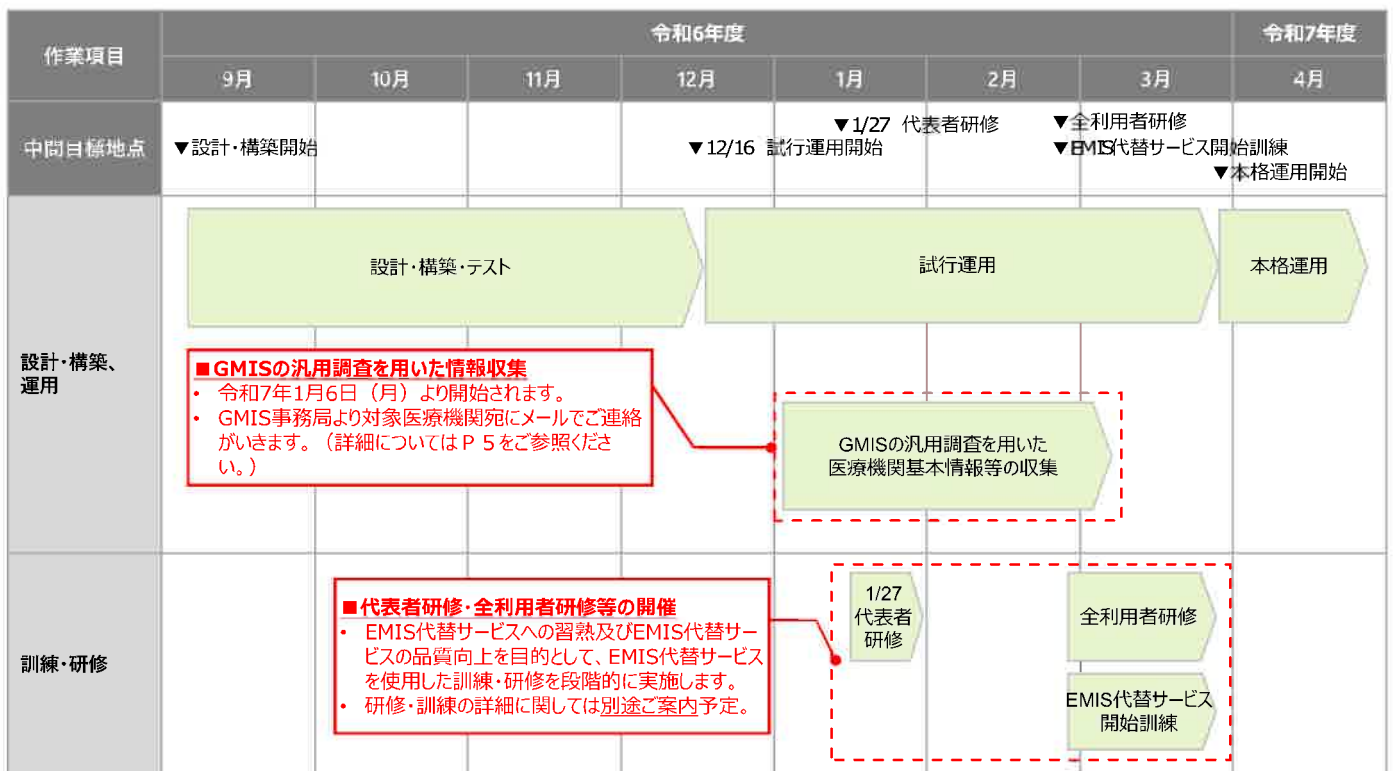 作業項目
令和6年度
令和7年度
9月
10月
11月
12月
1月
2月
3月
4月
中間目標地点
▼設計・構築開始
▼12/16 試行運用開始
▼1/27 代表者研修
▼全利用者研修
▼EMIS代替サービス開始訓練
▼本格運用開始
設計・構築、
運用
設計・構築・テスト
試行運用
本格運用
■GMISの汎用調査を用いた情報収集
• 令和7年1月6日（月）より開始されます。
• GMIS事務局より対象医療機関宛にメールでご連絡
がいきます。（詳細についてはP 5をご参照くださ
い。）
GMISの汎用調査を用いた
医療機関基本情報等の収集
訓練・研修
■代表者研修・全利用者研修等の開催
• EMIS代替サービスへの習熟及びEMIS代替サー
ビスの品質向上を目的として、EMIS代替サービス
を使用した訓練・研修を段階的に実施します。
• 研修・訓練の詳細に関しては別途ご案内予定。
1/27
代表者
研修
全利用者研修
EMIS代替サービス
開始訓練